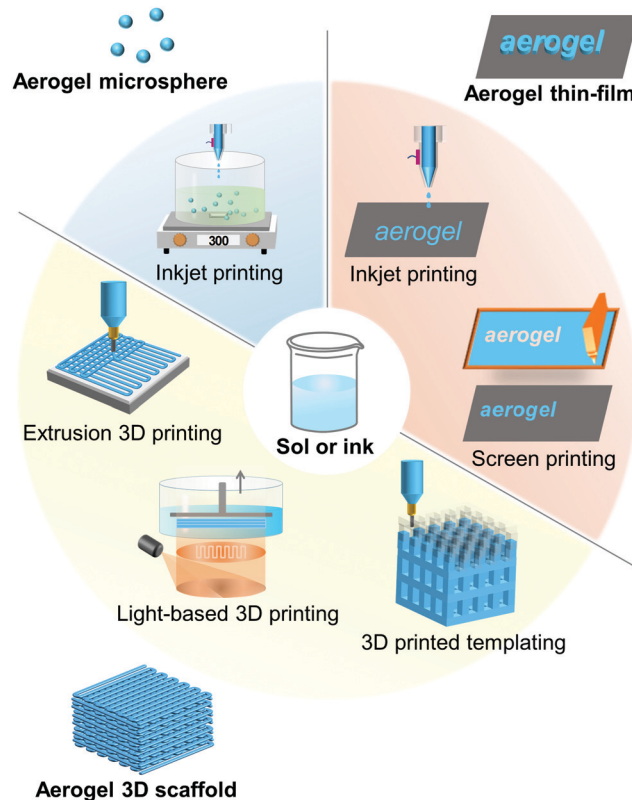 aerogel
Aerogel microsphere
Aerogel thin-film
300
Inkjet printing
aerogel
Inkjet printing
aerogel
Extrusion 3D printing
aerogel
Sol or ink
Screen printing
Light-based 3D printing
3D printed templating
Aerogel 3D scaffold